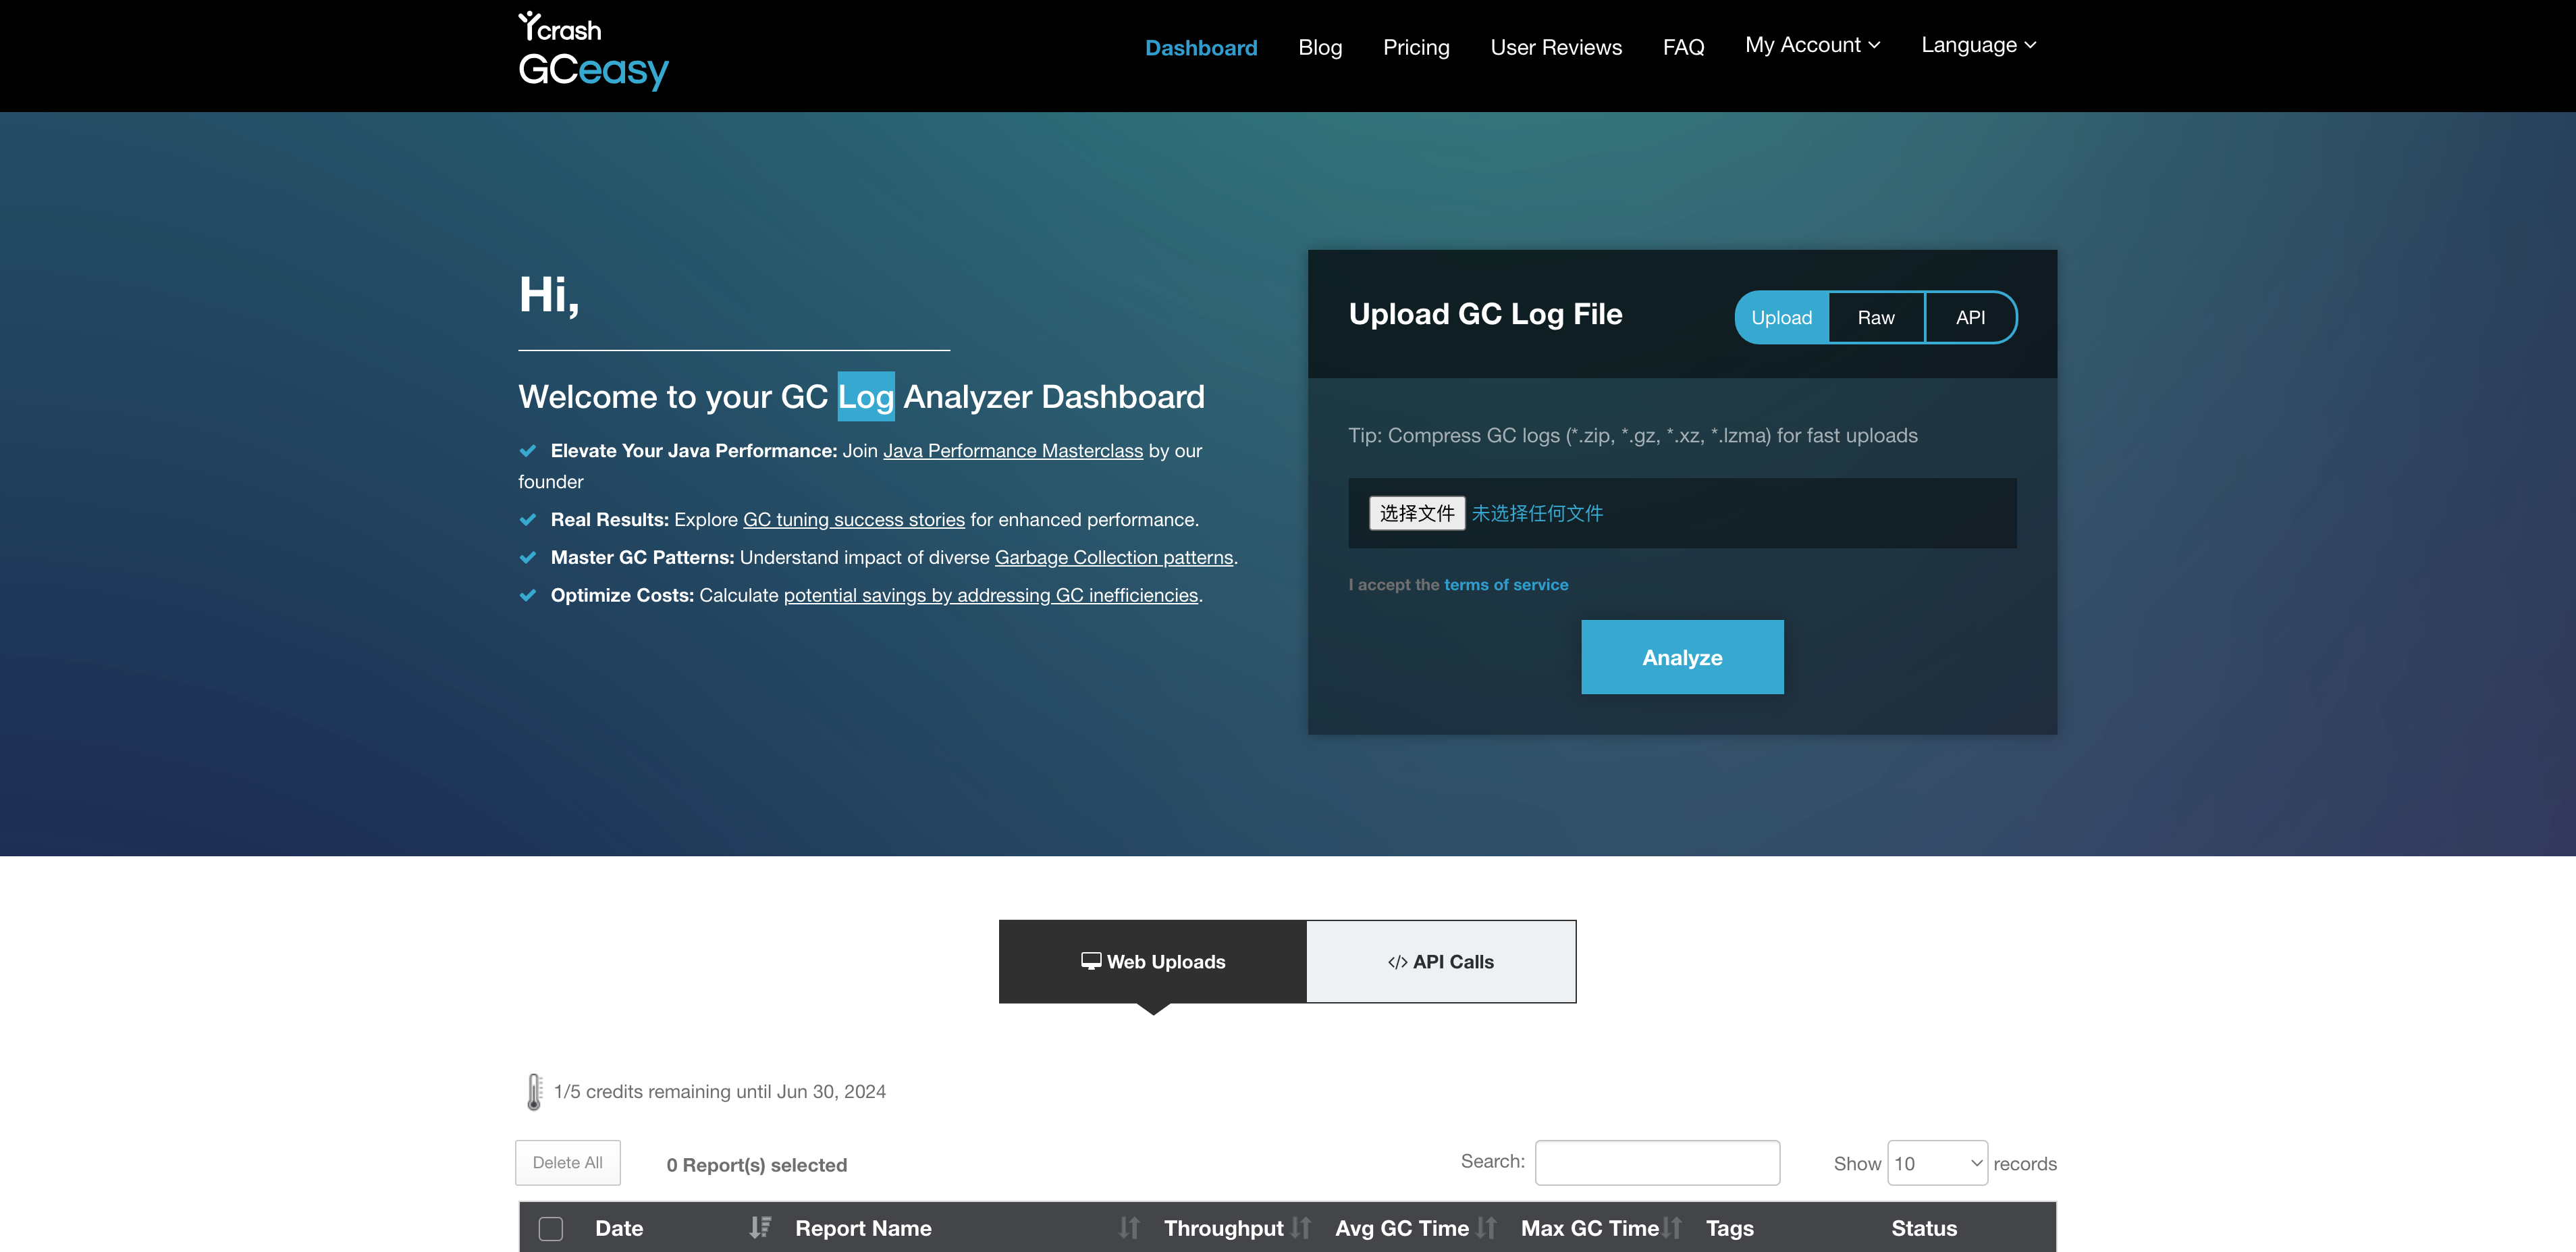 Ycrash
GCeasy
Dashboard
Blog
Pricing
User Reviews
FAQ
My Account
Language
Hi,
Welcome to your GC Log Analyzer Dashboard
Elevate Your Java Performance: Join Java Performance Masterclass by our
founder
Real Results: Explore GC tuning success stories for enhanced performance.
Master GC Patterns: Understand impact of diverse Garbage Collection patterns.
Optimize Costs: Calculate potential savings by addressing GC inefficiencies.
Upload GC Log File
Upload
Raw
API
Tip: Compress GC logs (*.zip, *.gz, *.xz, *.lzma) for fast uploads
选择文件 未选择任何文件
I accept the terms of service
Analyze
Web Uploads
</> API Calls
1/5 credits remaining until Jun 30, 2024
Delete All
0 Report(s) selected
Search:
Show 10 records
Date
Report Name
Throughput
Avg GC Time
Max GC Time
Tags
Status